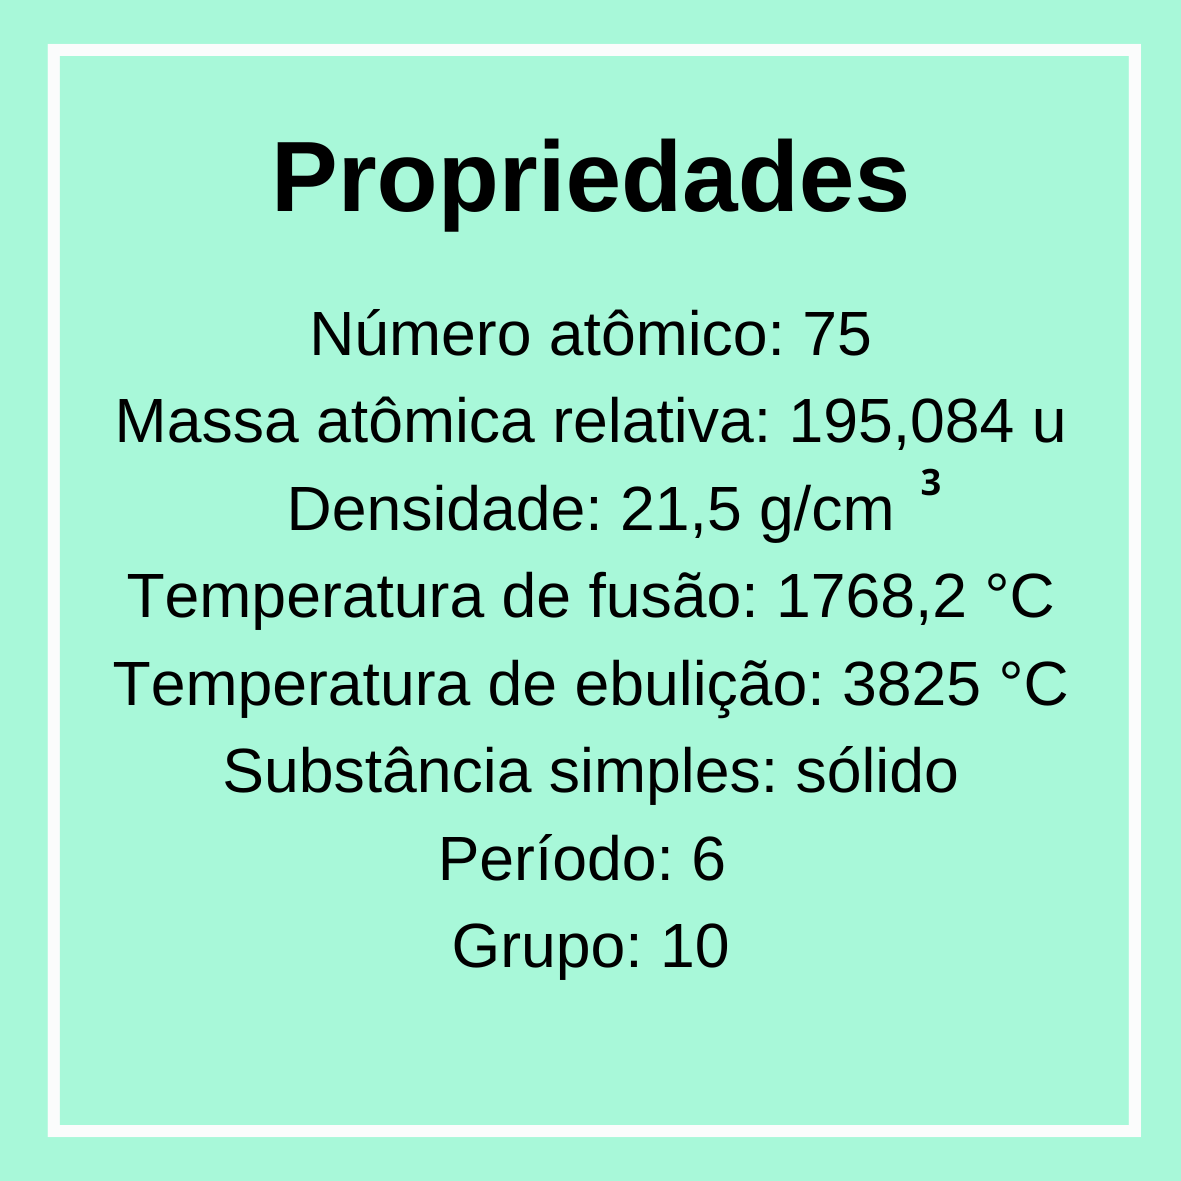 Propriedades
Número atômico: 75
Massa atômica relativa: 195,084 u
Densidade: 21,5 g/cm ³
Temperatura de fusão: 1768,2 °C
Temperatura de ebulição: 3825 °C
Substância simples: sólido
Período: 6
Grupo: 10